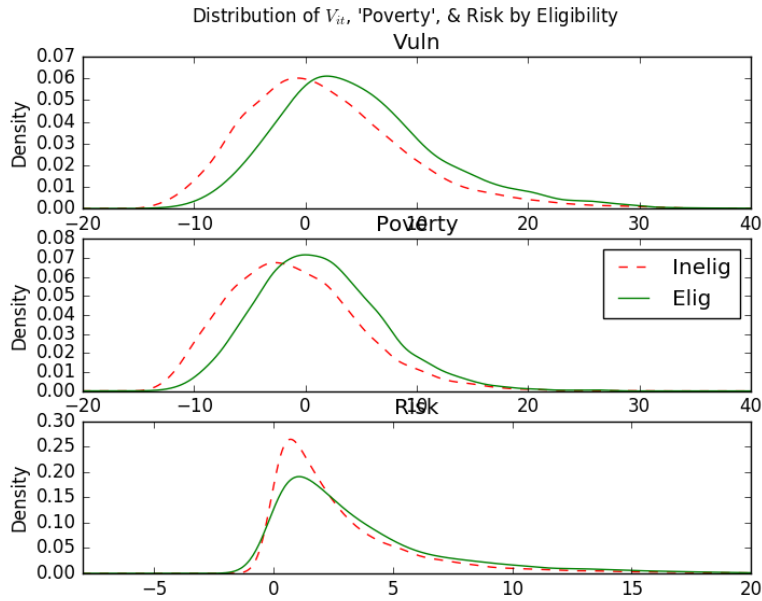 Distribution of V_it, 'Poverty', & Risk by Eligibility
Vuln
0.07
0.06
0.05
0.04
0.03
0.02
0.01
0.00
Density
−20 −10 0 10 20 30 40
Poverty
0.08
0.07
0.06
0.05
0.04
0.03
0.02
0.01
0.00
Density
Inelig
Elig
−20 −10 0 10 20 30 40
Risk
0.30
0.25
0.20
0.15
0.10
0.05
0.00
Density
−5 0 5 10 15 20